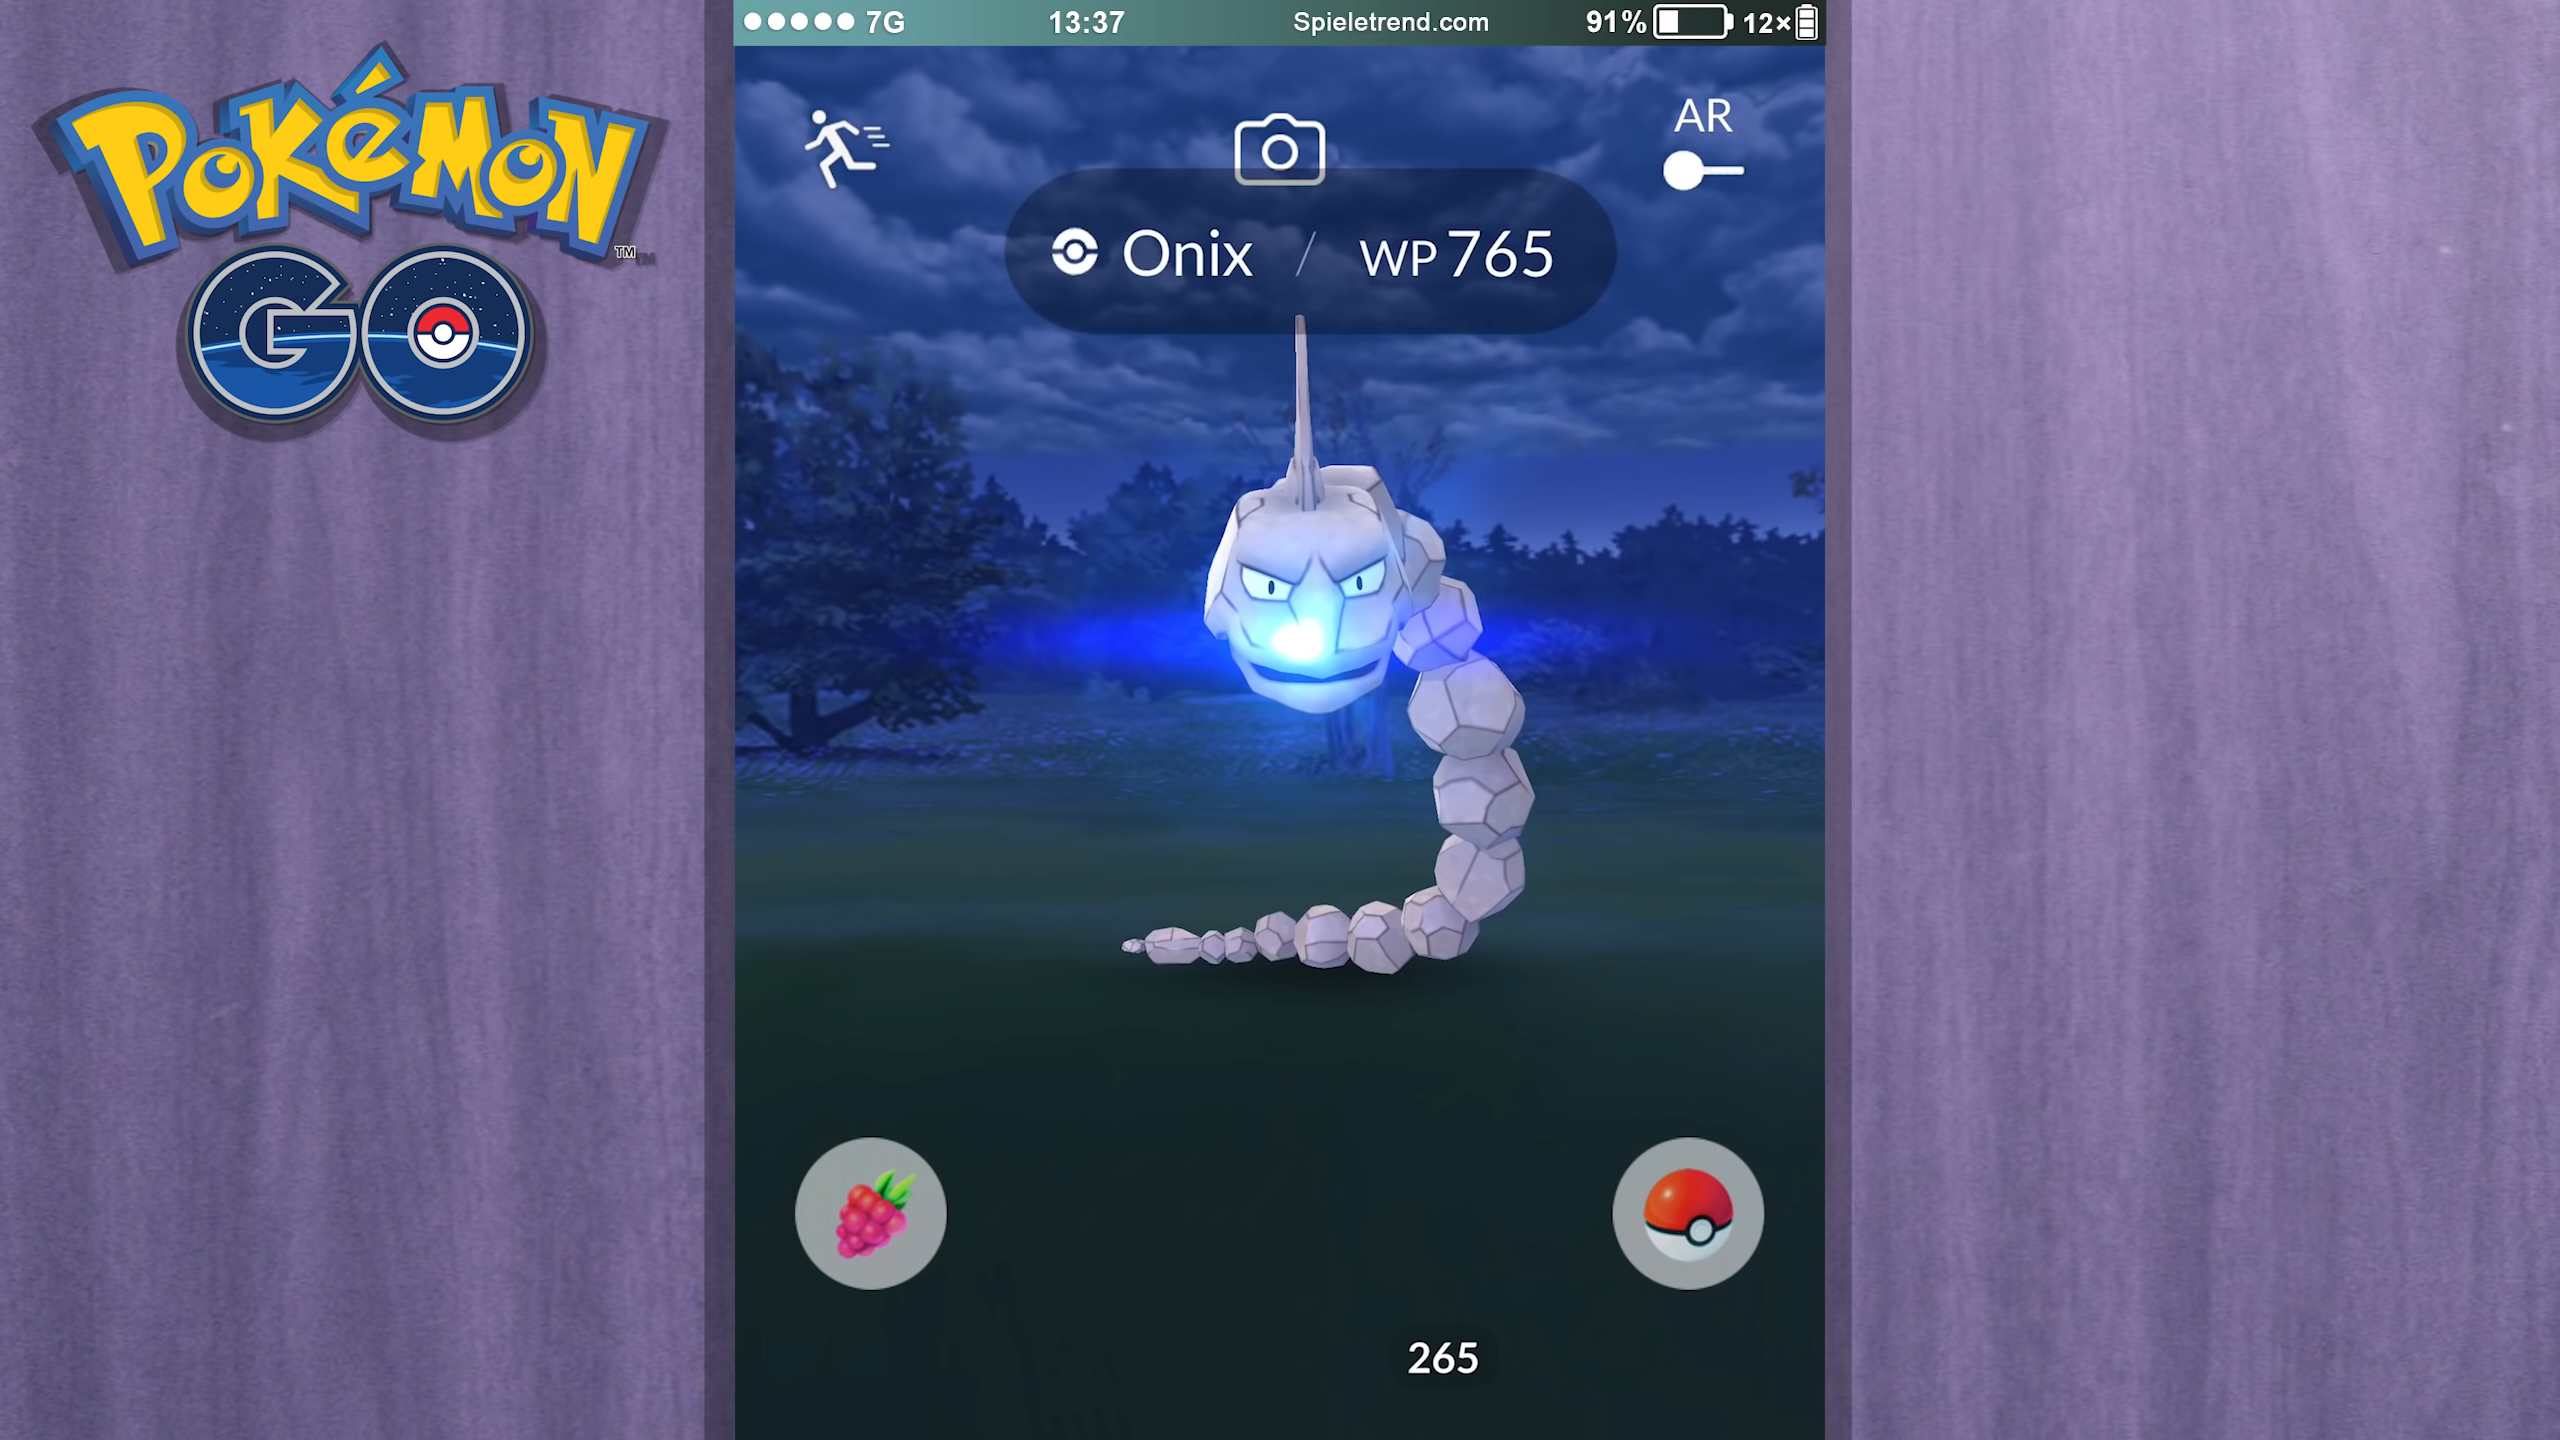 7G 13:37 Spieletrend.com 91% 12×
POKéMON
™
GO
AR
Onix / WP 765
265